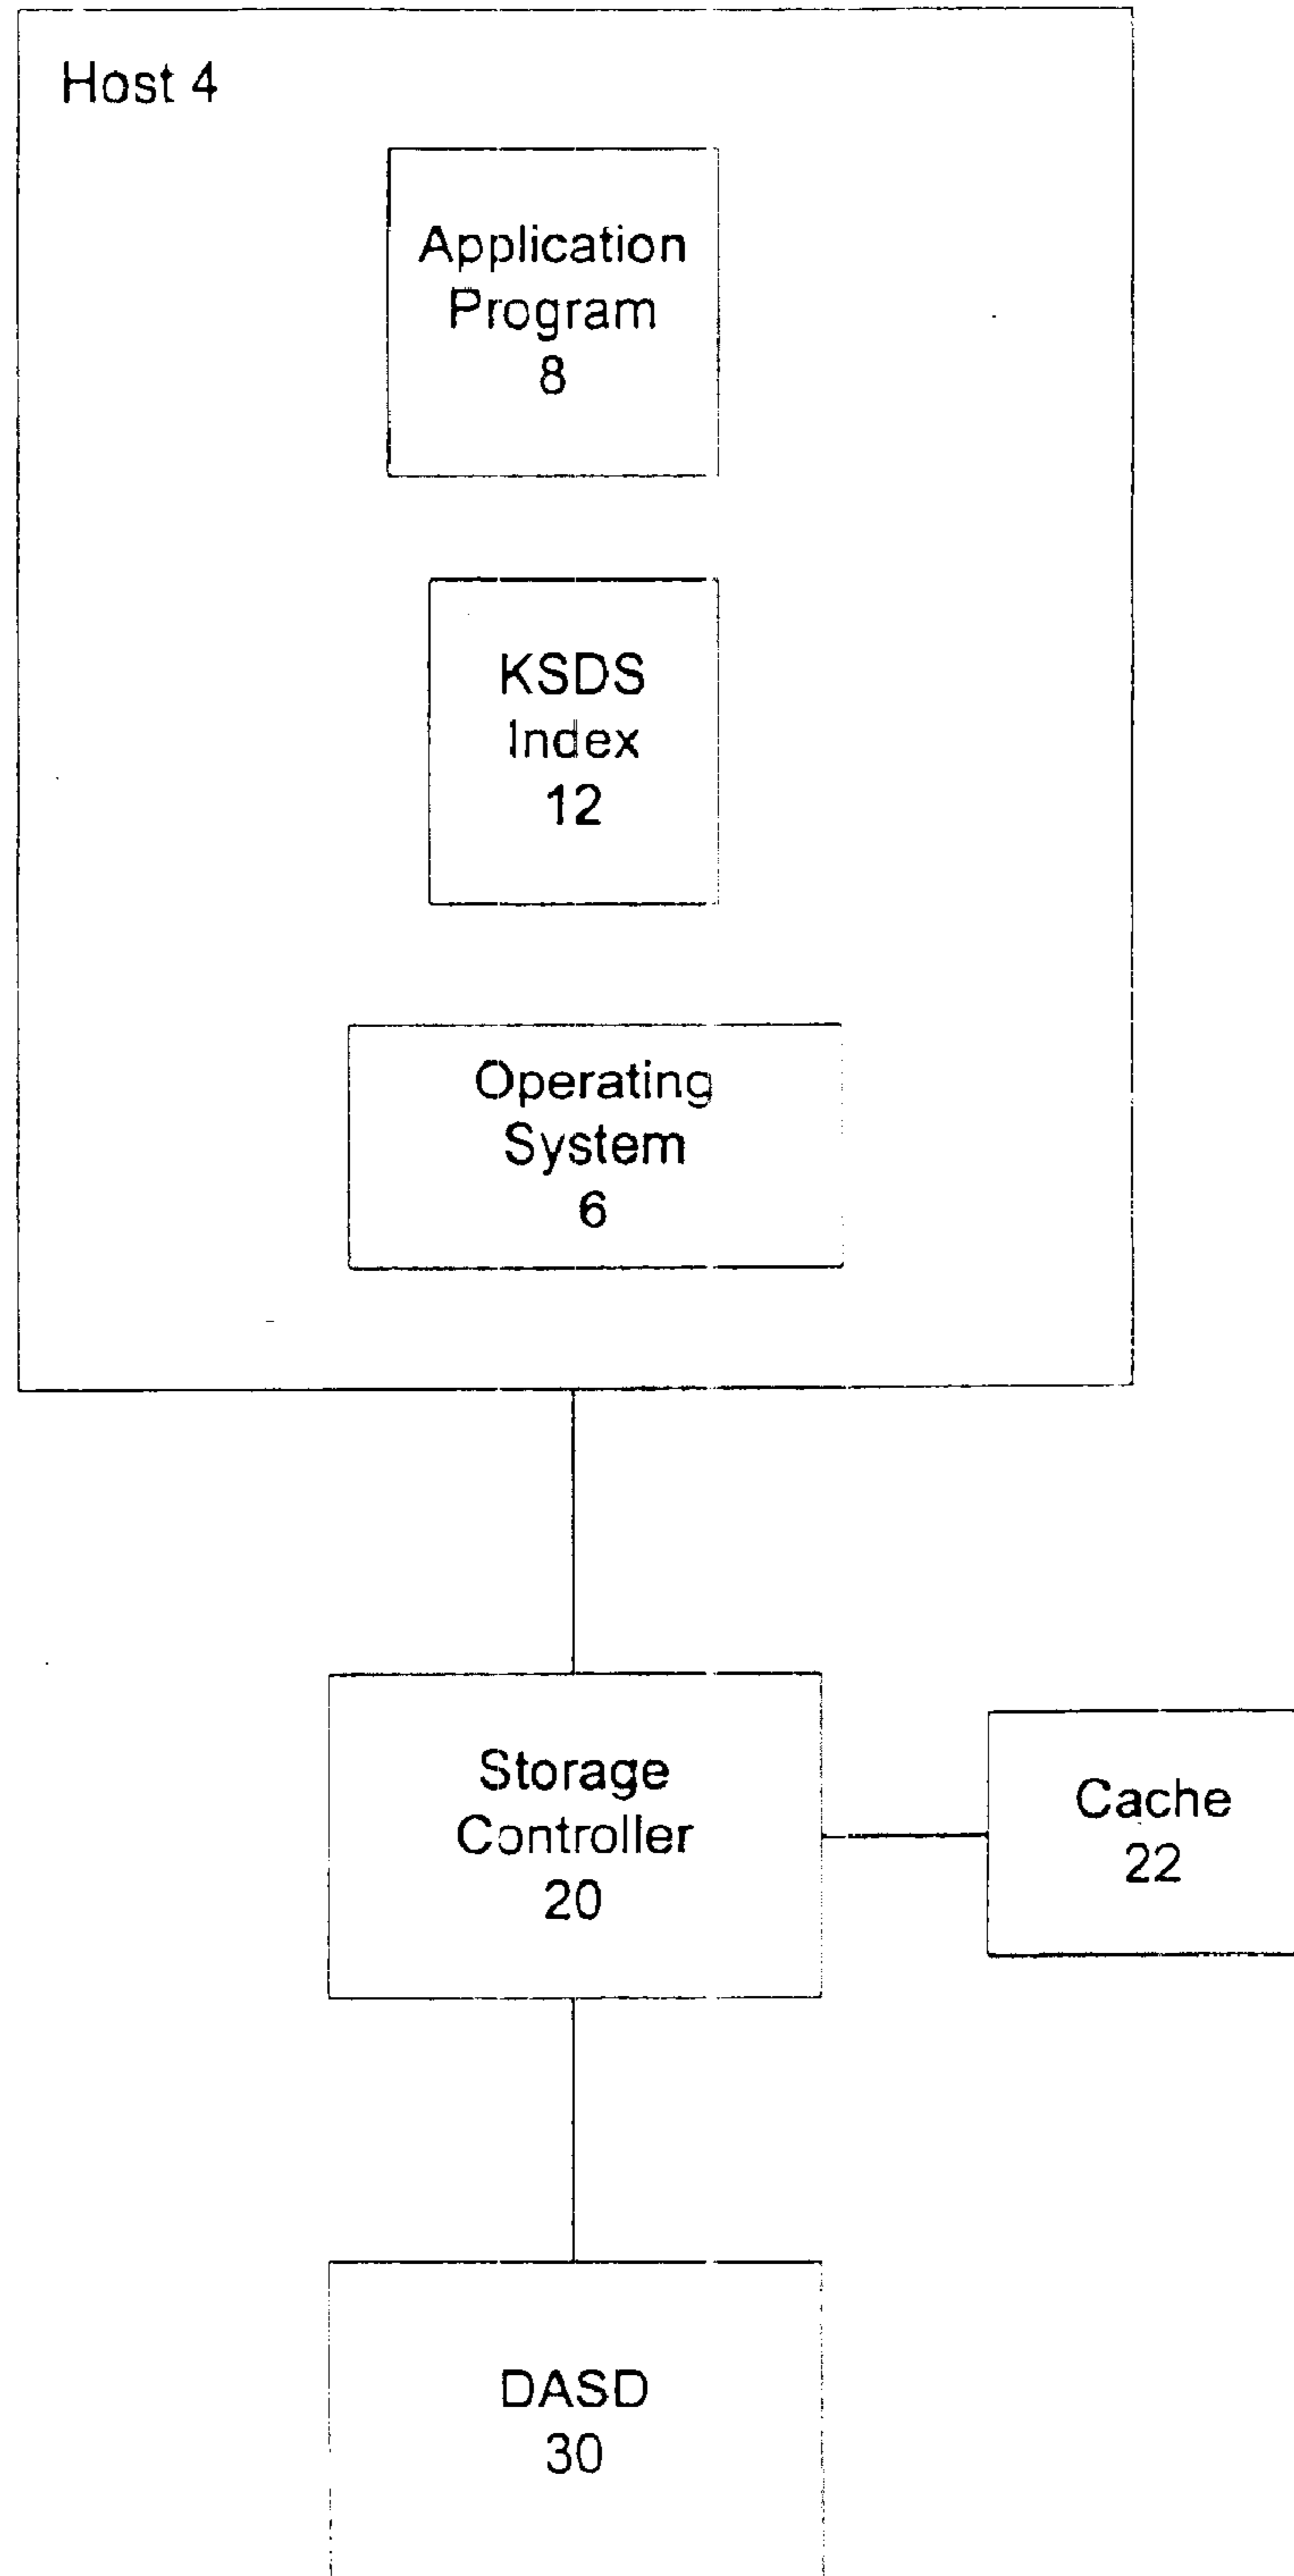 Host 4
Application
Program
8
KSDS
Index
12
Operating
System
6
Storage
Controller
20
Cache
22
DASD
30